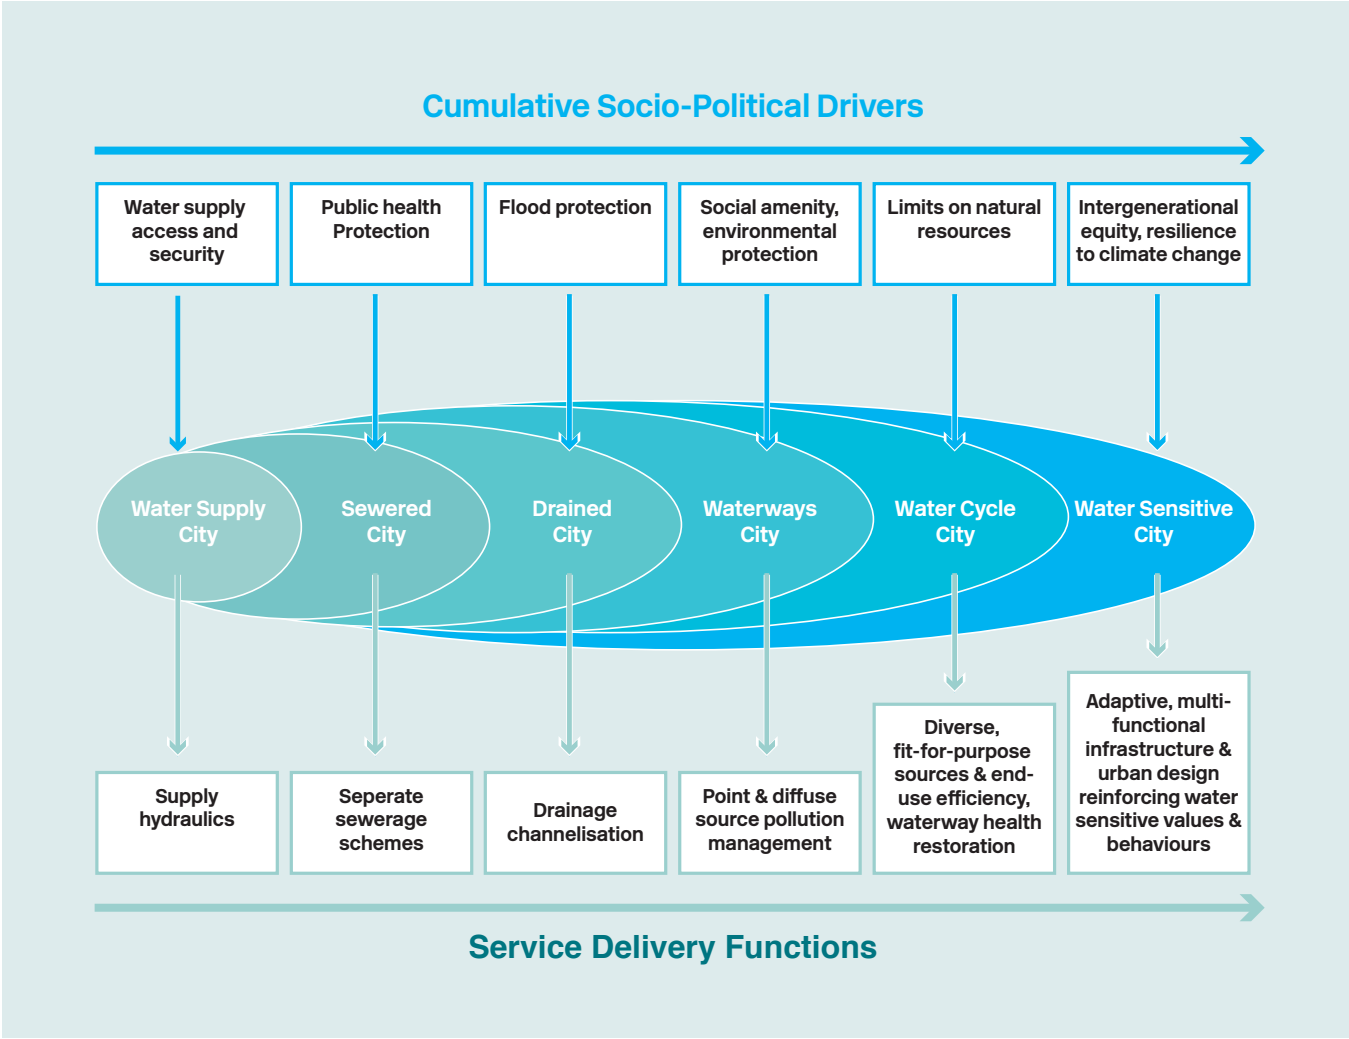 Cumulative Socio-Political Drivers
Water supply
access and
security
Public health
Protection
Flood protection
Social amenity,
environmental
protection
Limits on natural
resources
Intergenerational
equity, resilience
to climate change
Water Supply
City
Sewered
City
Drained
City
Waterways
City
Water Cycle
City
Water Sensitive
City
Supply
hydraulics
Seperate
sewerage
schemes
Drainage
channelisation
Point & diffuse
source pollution
management
Diverse,
fit-for-purpose
sources & end-
use efficiency,
waterway health
restoration
Adaptive, multi-
functional
infrastructure &
urban design
reinforcing water
sensitive values &
behaviours
Service Delivery Functions